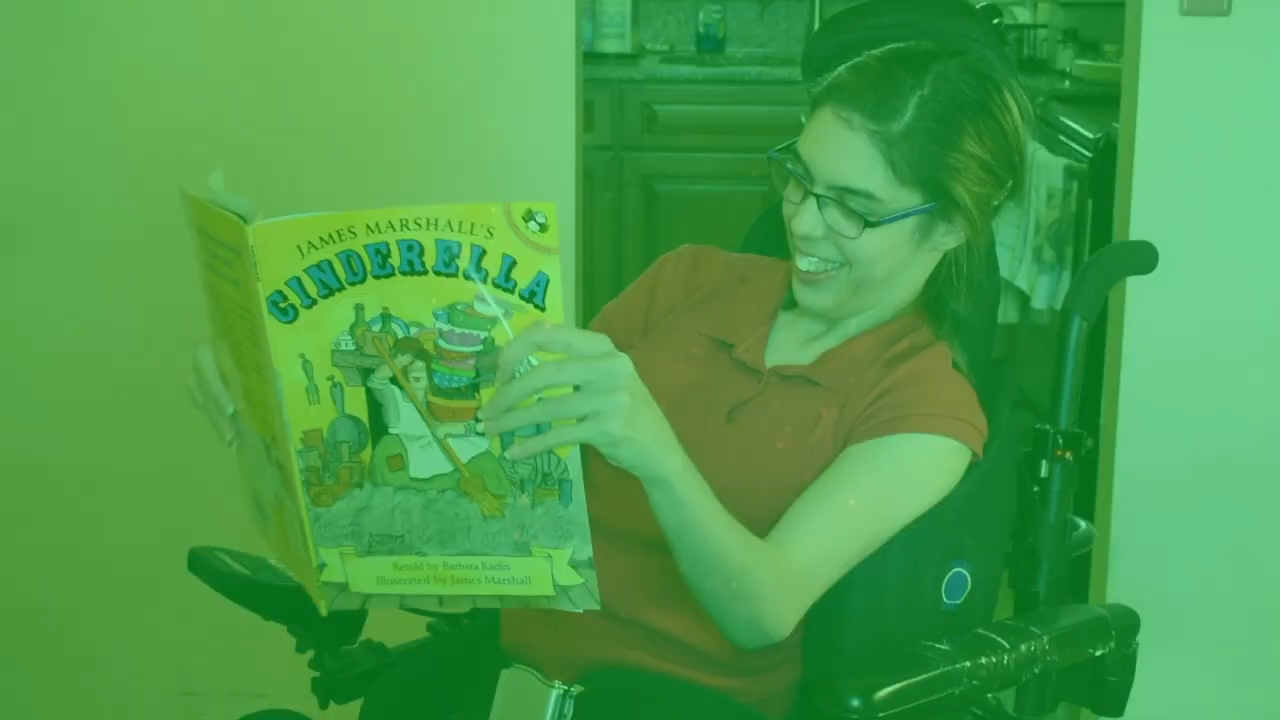 JAMES MARSHALL'S
CINDERELLA
Retold by Barbara Karlin
Illustrated by James Marshall